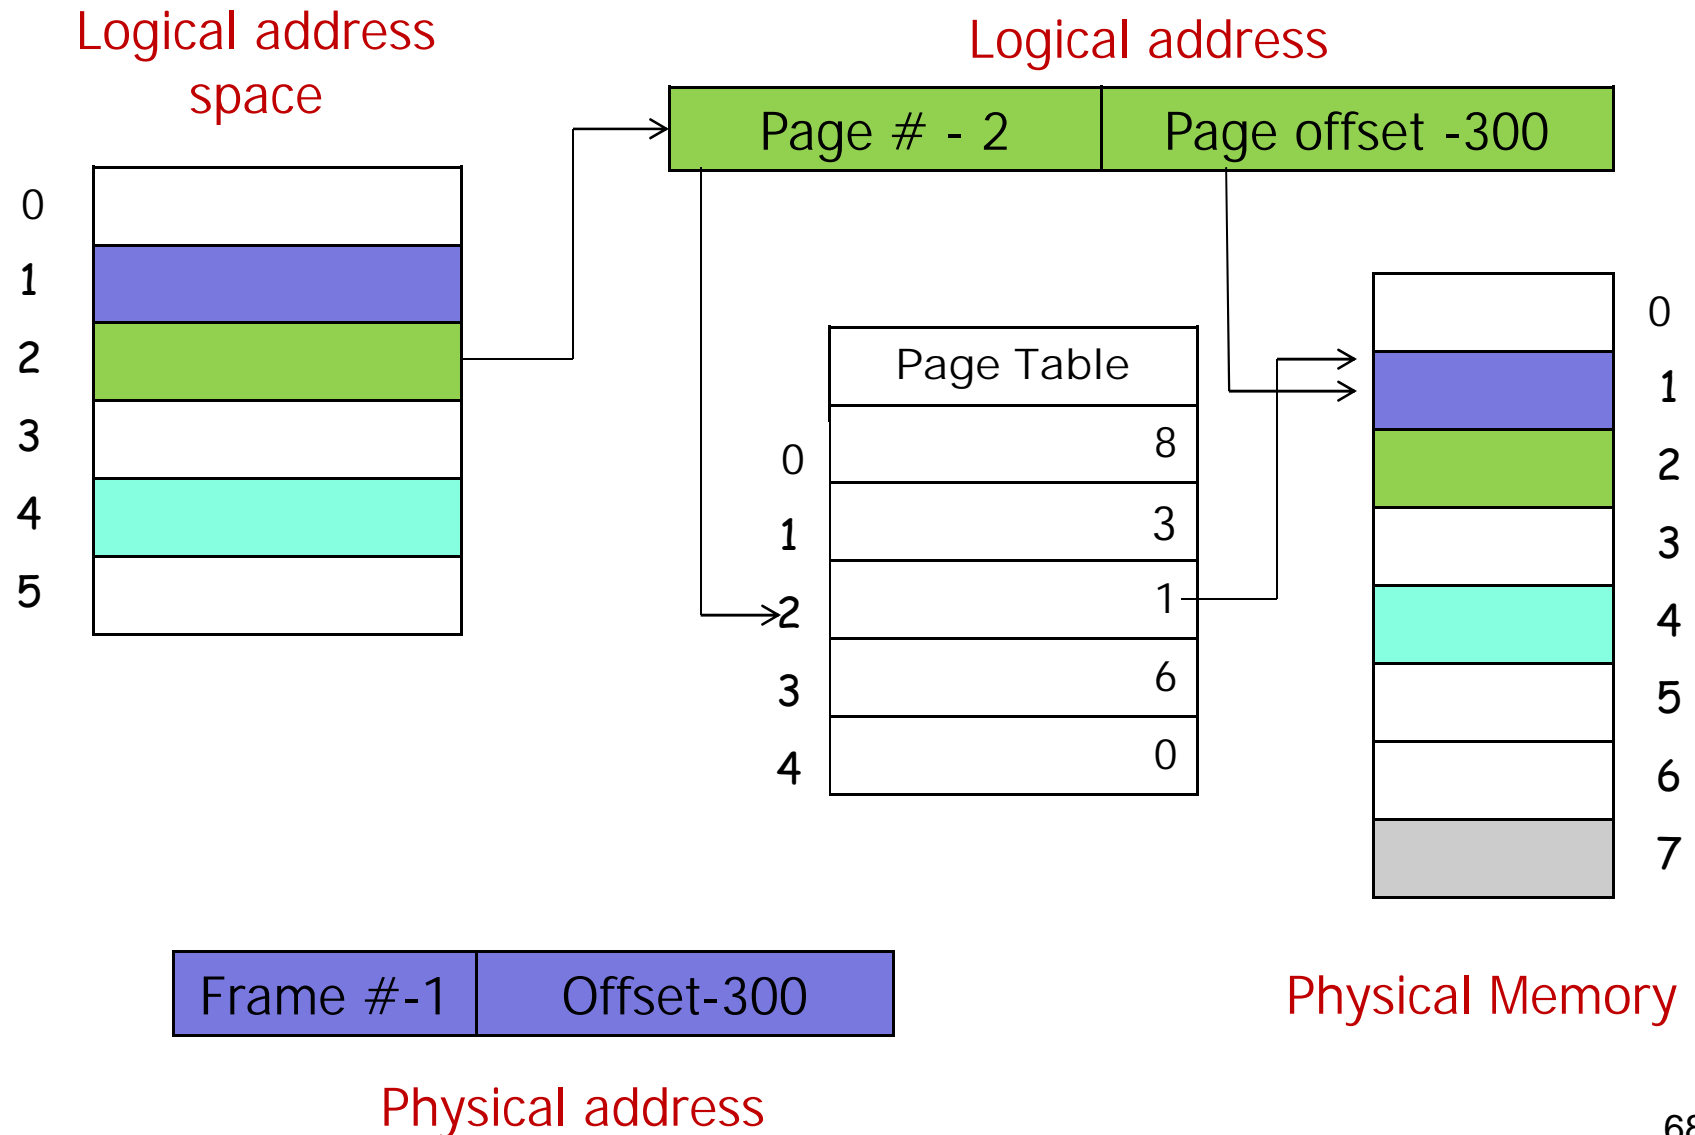 Logical address
space
0
1
2
3
4
5
Logical address
Page # - 2 Page offset -300
Page Table
0 8
1 3
2 1
3 6
4 0
0
1
2
3
4
5
6
7
Physical Memory
Frame #-1 Offset-300
Physical address
68